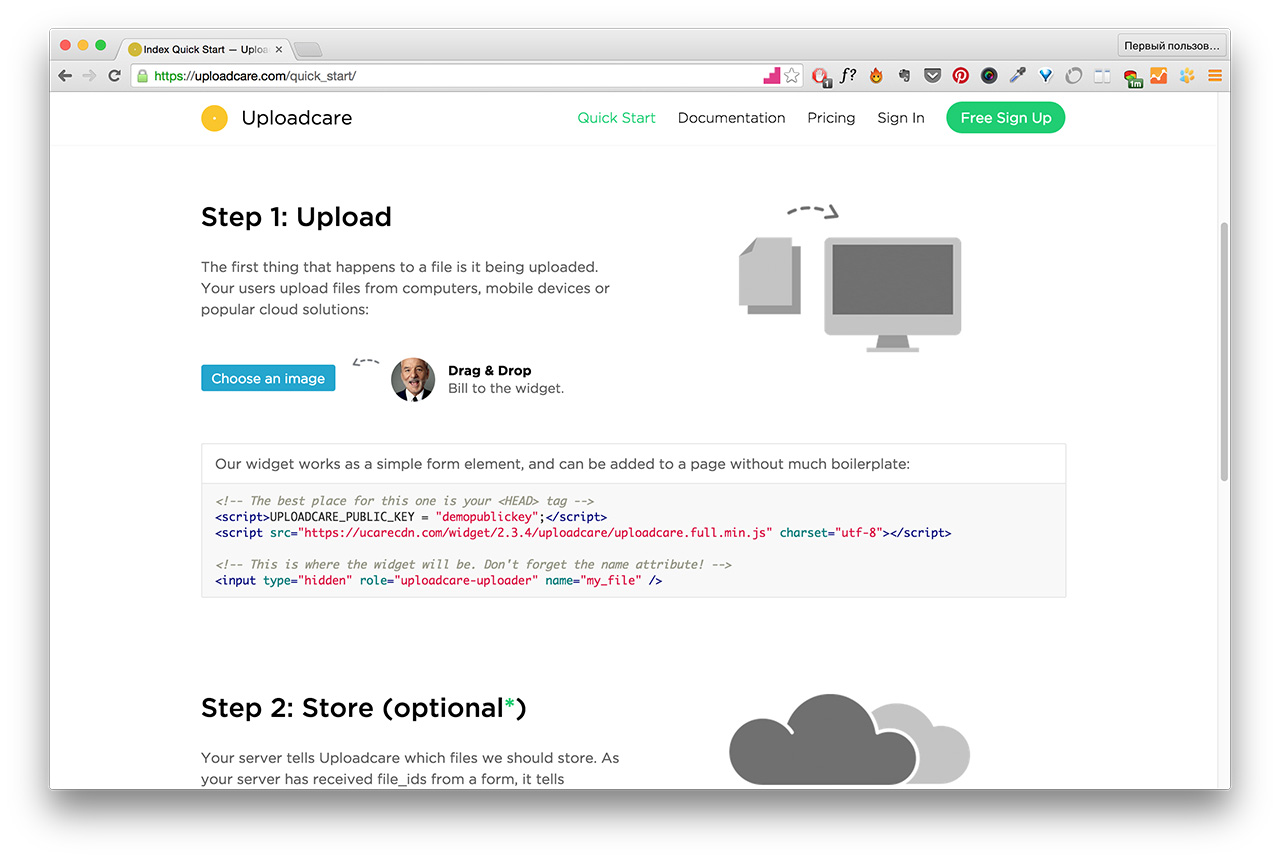 Index Quick Start — Uploa
Первый пользов...
https://uploadcare.com/quick_start/
f?
1
1m
Uploadcare
Quick Start
Documentation
Pricing
Sign In
Free Sign Up
Step 1: Upload
The first thing that happens to a file is it being uploaded.
Your users upload files from computers, mobile devices or
popular cloud solutions:
Choose an image
Drag & Drop
Bill to the widget.
Our widget works as a simple form element, and can be added to a page without much boilerplate:
<!-- The best place for this one is your <HEAD> tag -->
<script>UPLOADCARE_PUBLIC_KEY = "demopublickey";</script>
<script src="https://ucarecdn.com/widget/2.3.4/uploadcare/uploadcare.full.min.js" charset="utf-8"></script>
<!-- This is where the widget will be. Don't forget the name attribute! -->
<input type="hidden" role="uploadcare-uploader" name="my_file" />
Step 2: Store (optional*)
Your server tells Uploadcare which files we should store. As
your server has received file_ids from a form, it tells